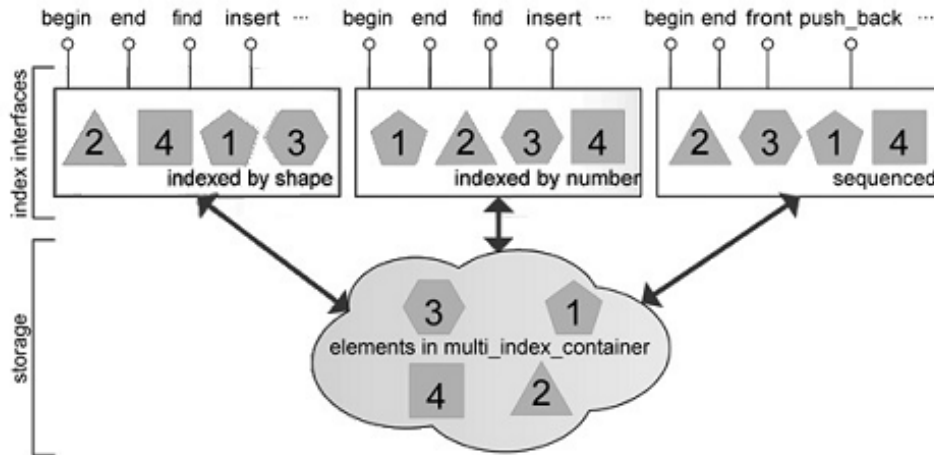 begin end find insert ...
begin end find insert ...
begin end front push_back ...
index interfaces
2 4 1 3
indexed by shape
1 2 3 4
indexed by number
2 3 1 4
sequenced
storage
3 1
elements in multi_index_container
4 2